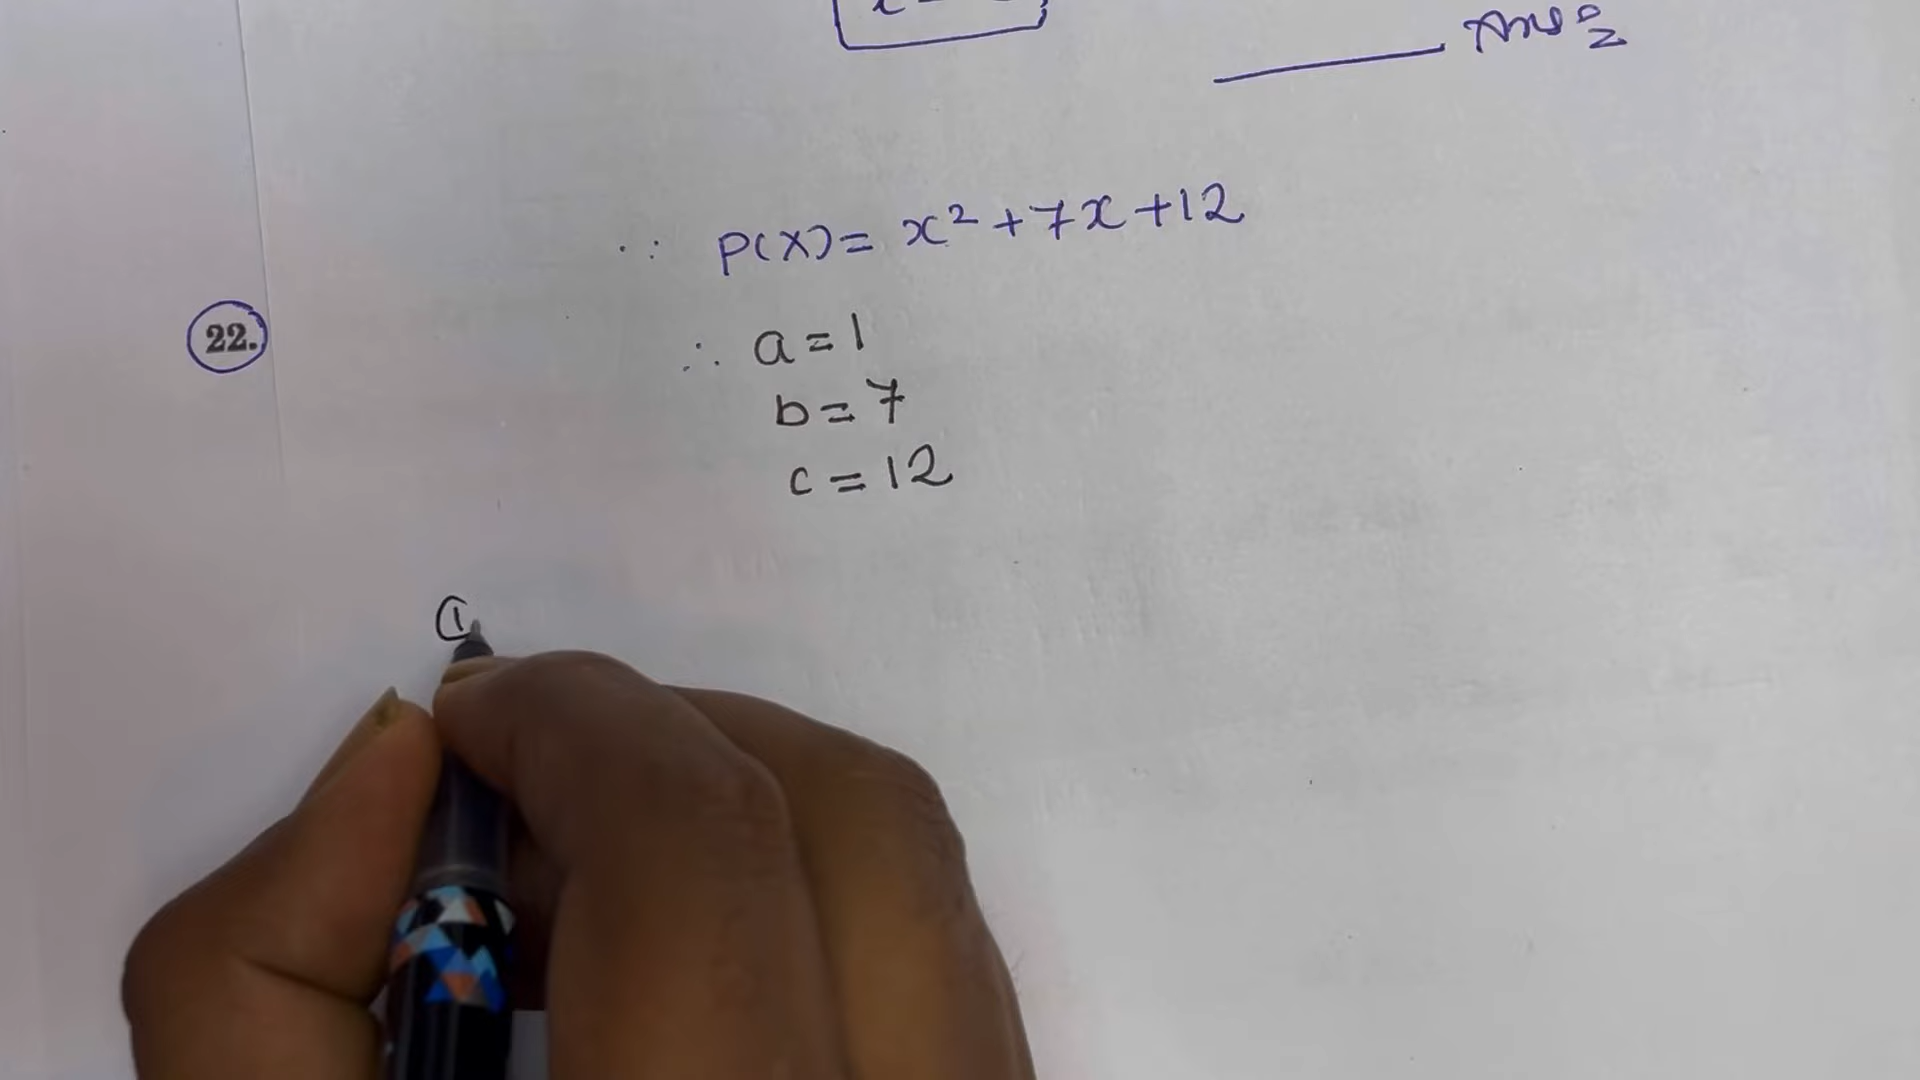 Ans
∵ P(X) = x² + 7x + 12
22.
∴ a = 1
b = 7
c = 12
1